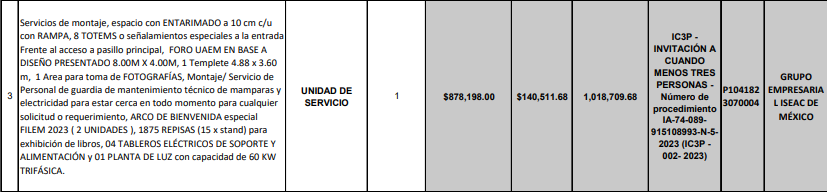 3
Servicios de montaje, espacio con ENTARIMADO a 10 cm c/u
con RAMPA, 8 TOTEMS o señalamientos especiales a la entrada
Frente al acceso a pasillo principal, FORO UAEM EN BASE A
DISEÑO PRESENTADO 8.00M X 4.00M, 1 Templete 4.88 x 3.60
m, 1 Area para toma de FOTOGRAFÍAS, Montaje/ Servicio de
Personal de guardia de mantenimiento técnico de mamparas y
electricidad para estar cerca en todo momento para cualquier
solicitud o requerimiento, ARCO DE BIENVENIDA especial
FILEM 2023 ( 2 UNIDADES ), 1875 REPISAS (15 x stand) para
exhibición de libros, 04 TABLEROS ELÉCTRICOS DE SOPORTE Y
ALIMENTACIÓN y 01 PLANTA DE LUZ con capacidad de 60 KW
TRIFÁSICA.
UNIDAD DE
SERVICIO
1
$878,198.00
$140,511.68
1,018,709.68
IC3P -
INVITACIÓN A
CUANDO
MENOS TRES
PERSONAS -
Número de
procedimiento
IA-74-089-
915108993-N-5-
2023 (IC3P -
002- 2023)
P104182
3070004
GRUPO
EMPRESARIA
L ISEAC DE
MÉXICO